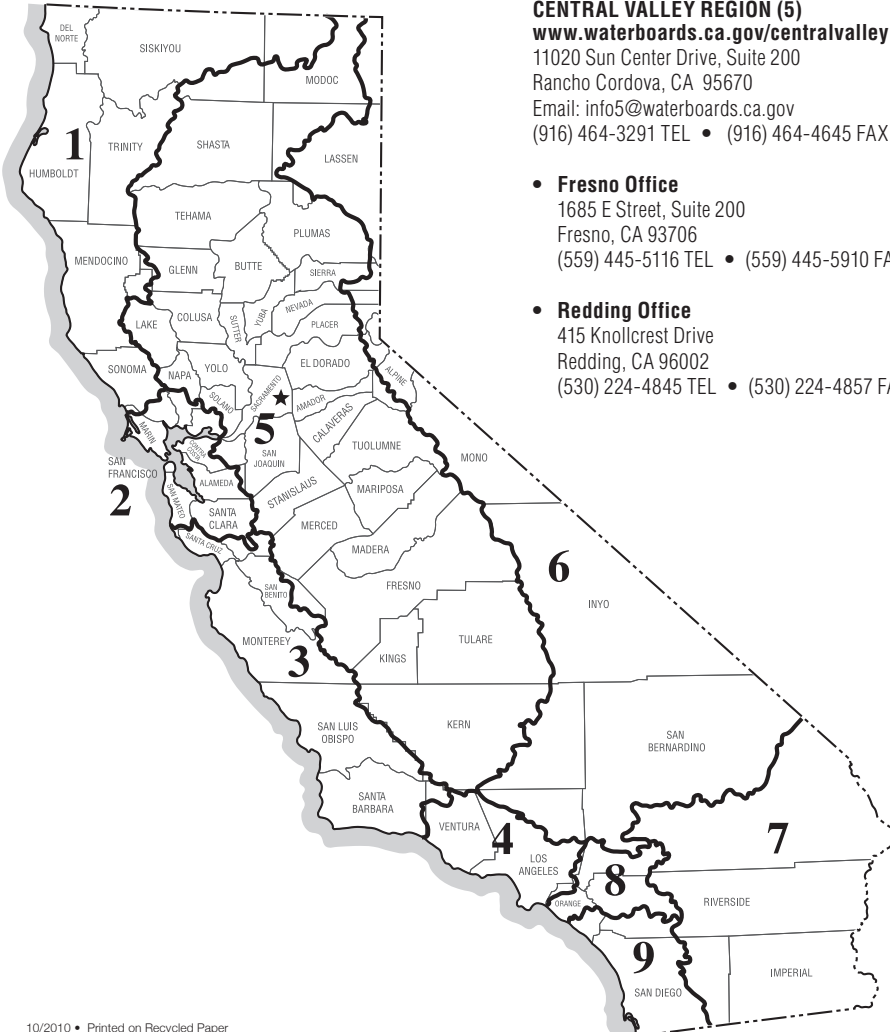 CENTRAL VALLEY REGION (5)
www.waterboards.ca.gov/centralvalley
11020 Sun Center Drive, Suite 200
Rancho Cordova, CA 95670
Email: info5@waterboards.ca.gov
(916) 464-3291 TEL • (916) 464-4645 FAX
• Fresno Office
1685 E Street, Suite 200
Fresno, CA 93706
(559) 445-5116 TEL • (559) 445-5910 FA
• Redding Office
415 Knollcrest Drive
Redding, CA 96002
(530) 224-4845 TEL • (530) 224-4857 FA
DEL
NORTE
SISKIYOU
MODOC
1
HUMBOLDT
TRINITY
SHASTA
LASSEN
TEHAMA
PLUMAS
MENDOCINO
GLENN
BUTTE
SIERRA
LAKE
COLUSA
SUTTER
YUBA
NEVADA
PLACER
SONOMA
NAPA
YOLO
EL DORADO
ALPINE
SOLANO
SACRAMENTO
AMADOR
5
CALAVERAS
MARIN
CONTRA
COSTA
SAN
JOAQUIN
TUOLUMNE
MONO
SAN
FRANCISCO
2
ALAMEDA
STANISLAUS
MARIPOSA
SAN MATEO
SANTA
CLARA
MERCED
SANTA CRUZ
MADERA
6
SAN
BENITO
FRESNO
INYO
MONTEREY
3
KINGS
TULARE
SAN LUIS
OBISPO
KERN
SAN
BERNARDINO
SANTA
BARBARA
VENTURA
4
LOS
ANGELES
7
8
ORANGE
RIVERSIDE
9
SAN DIEGO
IMPERIAL
10/2010 • Printed on Recycled Paper